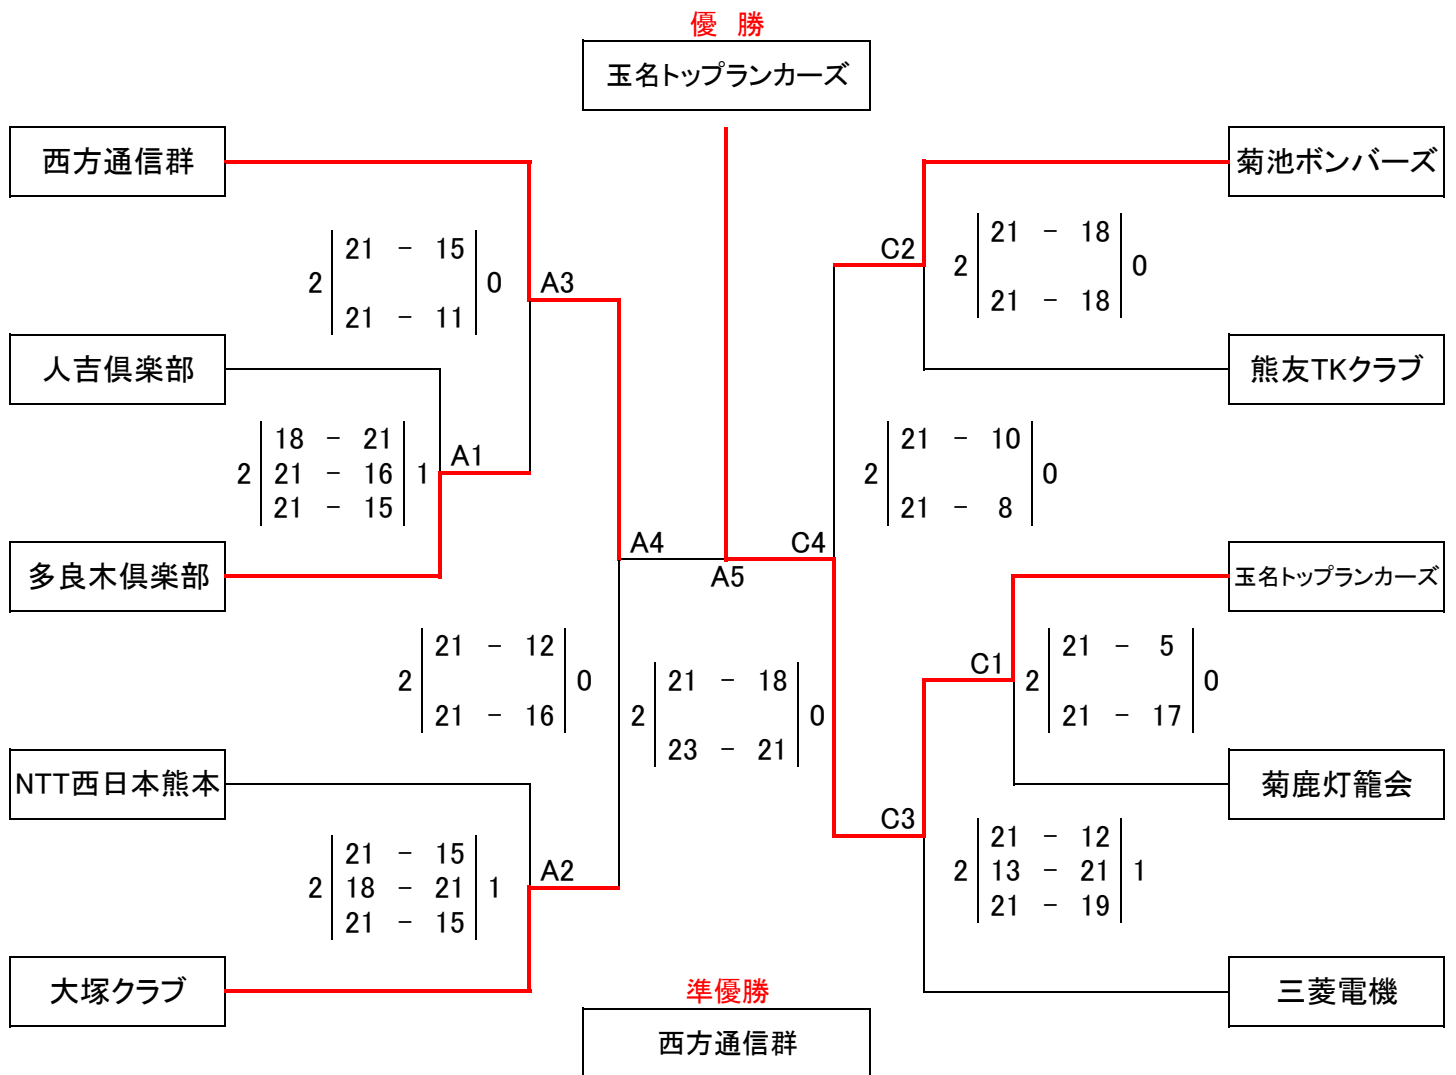 優 勝
玉名トップランカーズ
西方通信群
菊池ボンバーズ
21 - 18
C2
21 - 15
2 0
2 0
A3
21 - 18
21 - 11
人吉倶楽部
熊友TKクラブ
18 - 21
21 - 10
A1
2 21 - 16 1
2 0
21 - 15
21 - 8
A4
C4
多良木倶楽部
A5
玉名トップランカーズ
21 - 12
21 - 5
C1
2 0
21 - 18
2 0
21 - 16
2 0
21 - 17
23 - 21
NTT西日本熊本
菊鹿灯籠会
C3
21 - 12
21 - 15
A2
2 13 - 21 1
2 18 - 21 1
21 - 19
21 - 15
大塚クラブ
準優勝
三菱電機
西方通信群